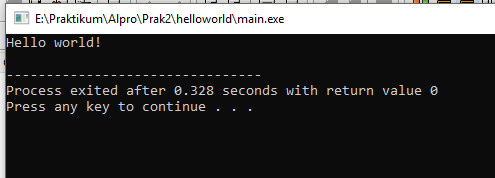 E:\Praktikum\Alpro\Prak2\helloworld\main.exe
Hello world!
--------------------------------
Process exited after 0.328 seconds with return value 0
Press any key to continue . . .